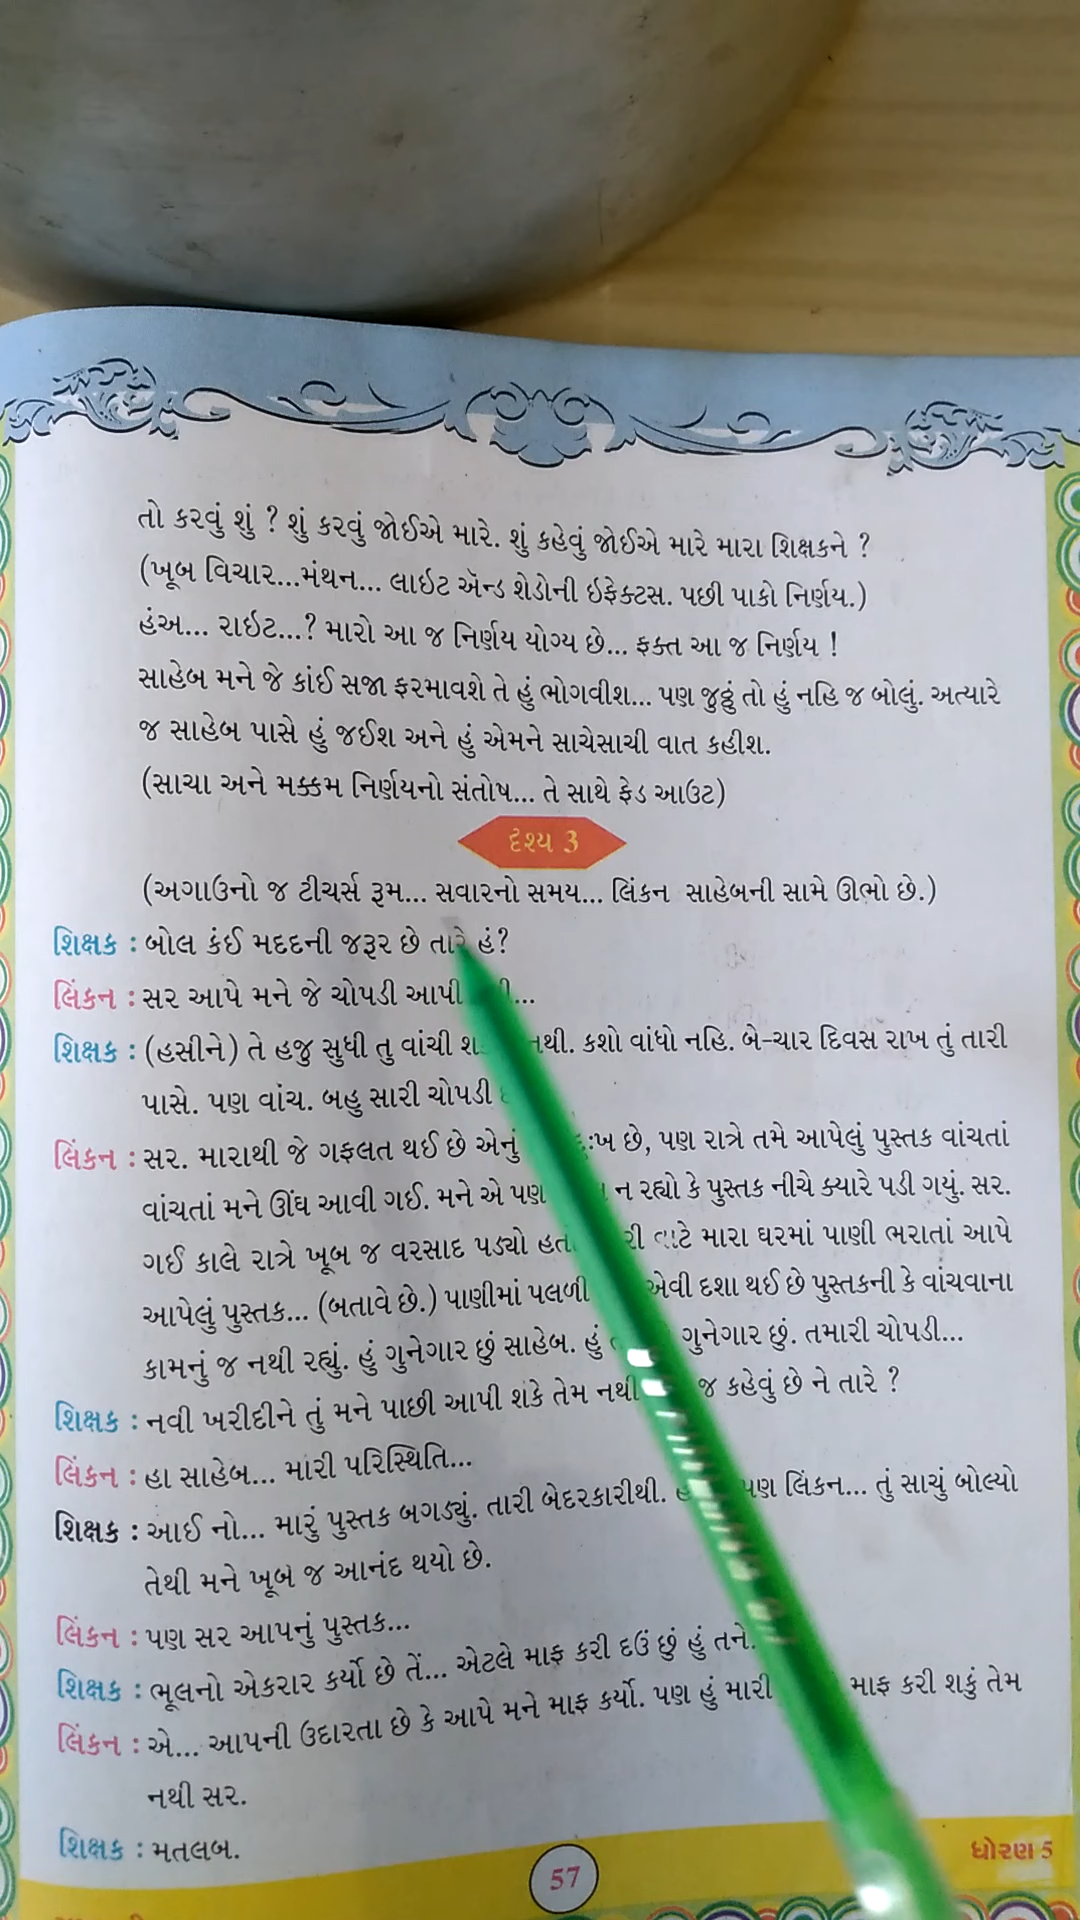 તો કરવું શું ? શું કરવું જોઈએ મારે. શું કહેવું જોઈએ મારે મારા શિક્ષકને ?
(ખૂબ વિચાર...મંથન... લાઇટ ઍન્ડ શેડોની ઇફેક્ટસ. પછી પાકો નિર્ણય.)
હંઅ... રાઇટ...? મારો આ જ નિર્ણય યોગ્ય છે... ફક્ત આ જ નિર્ણય !
સાહેબ મને જે કાંઈ સજા ફરમાવશે તે હું ભોગવીશ... પણ જુઠ્ઠું તો હું નહિ જ બોલું. અત્યારે
જ સાહેબ પાસે હું જઈશ અને હું એમને સાચેસાચી વાત કહીશ.
(સાચા અને મક્કમ નિર્ણયનો સંતોષ... તે સાથે ફેડ આઉટ)
દશ્ય 3
(અગાઉનો જ ટીચર્સ રૂમ... સવારનો સમય... લિંકન સાહેબની સામે ઊભો છે.)
શિક્ષક : બોલ કંઈ મદદની જરૂર છે તારે હં?
લિંકન : સર આપે મને જે ચોપડી આપી ...
શિક્ષક : (હસીને) તે હજુ સુધી તુ વાંચી નથી. કશો વાંધો નહિ. બે-ચાર દિવસ રાખ તું તારી
પાસે. પણ વાંચ. બહુ સારી ચોપડી
લિંકન : સર. મારાથી જે ગફલત થઈ છે એનું છે, પણ રાત્રે તમે આપેલું પુસ્તક વાંચતાં
વાંચતાં મને ઊંઘ આવી ગઈ. મને એ પણ ન રહ્યો કે પુસ્તક નીચે ક્યારે પડી ગયું. સર.
ગઈ કાલે રાત્રે ખૂબ જ વરસાદ પડ્યો મારા ઘરમાં પાણી ભરાતાં આપે
આપેલું પુસ્તક... (બતાવે છે.) પાણીમાં પલળી એવી દશા થઈ છે પુસ્તકની કે વાંચવાના
કામનું જ નથી રહ્યું. હું ગુનેગાર છું સાહેબ. હું ગુનેગાર છું. તમારી ચોપડી...
શિક્ષક : નવી ખરીદીને તું મને પાછી આપી શકે તેમ નથી જ કહેવું છે ને તારે ?
લિંકન : હા સાહેબ... મારી પરિસ્થિતિ...
શિક્ષક : આઈ નો... મારું પુસ્તક બગડ્યું. તારી બેદરકારીથી. પણ લિંકન... તું સાચું બોલ્યો
તેથી મને ખૂબ જ આનંદ થયો છે.
લિંકન : પણ સર આપનું પુસ્તક...
શિક્ષક : ભૂલનો એકરાર કર્યો છે તેં... એટલે માફ કરી દઉં છું હું તને.
લિંકન : એ... આપની ઉદારતા છે કે આપે મને માફ કર્યો. પણ હું મારી માફ કરી શકું તેમ
નથી સર.
શિક્ષક : મતલબ.
57
ધોરણ 5